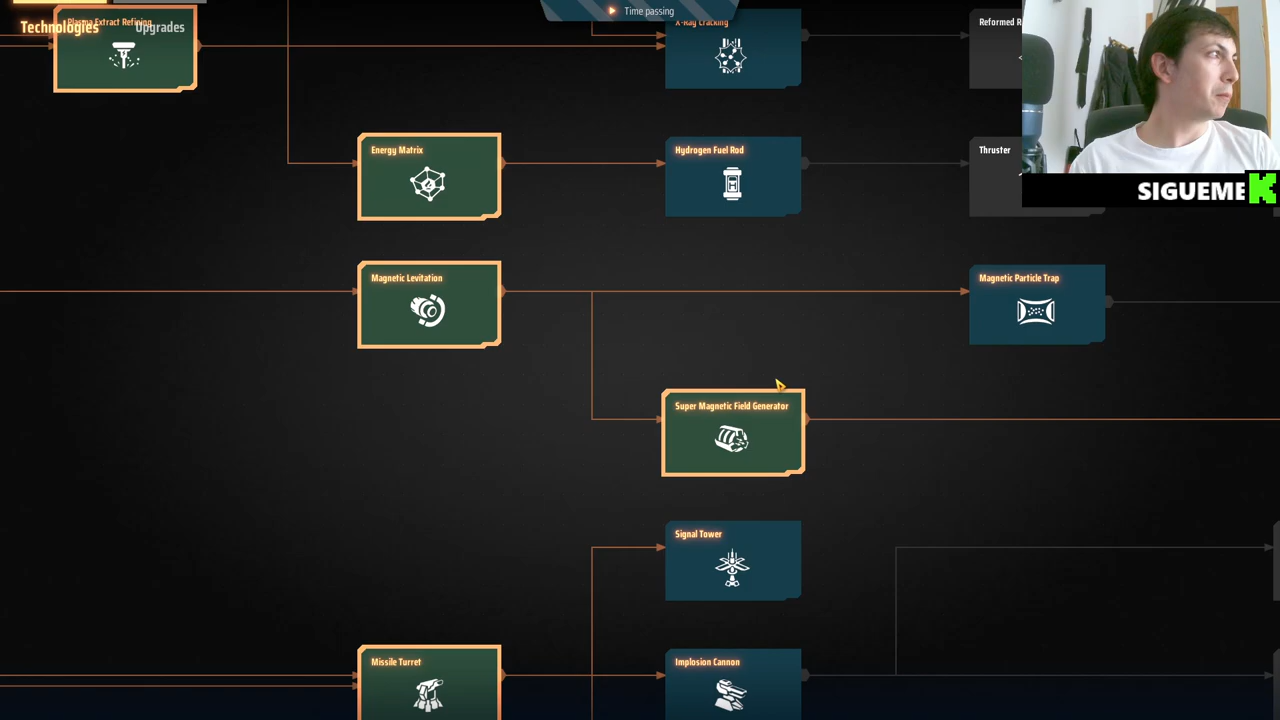 Time passing
Plasma Extract Refining
Technologies
Upgrades
X-Ray Cracking
Reformed R
Energy Matrix
Hydrogen Fuel Rod
Thruster
SIGUEME
Magnetic Levitation
Magnetic Particle Trap
Super Magnetic Field Generator
Signal Tower
Missile Turret
Implosion Cannon